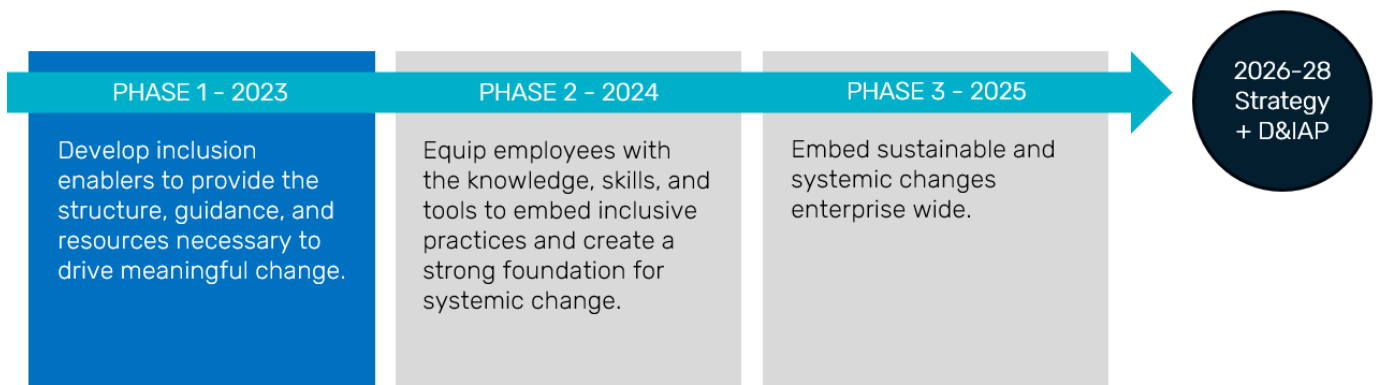 PHASE 1 - 2023
Develop inclusion
enablers to provide the
structure, guidance, and
resources necessary to
drive meaningful change.
PHASE 2 - 2024
Equip employees with
the knowledge, skills, and
tools to embed inclusive
practices and create a
strong foundation for
systemic change.
PHASE 3 - 2025
Embed sustainable and
systemic changes
enterprise wide.
2026-28
Strategy
+ D&IAP